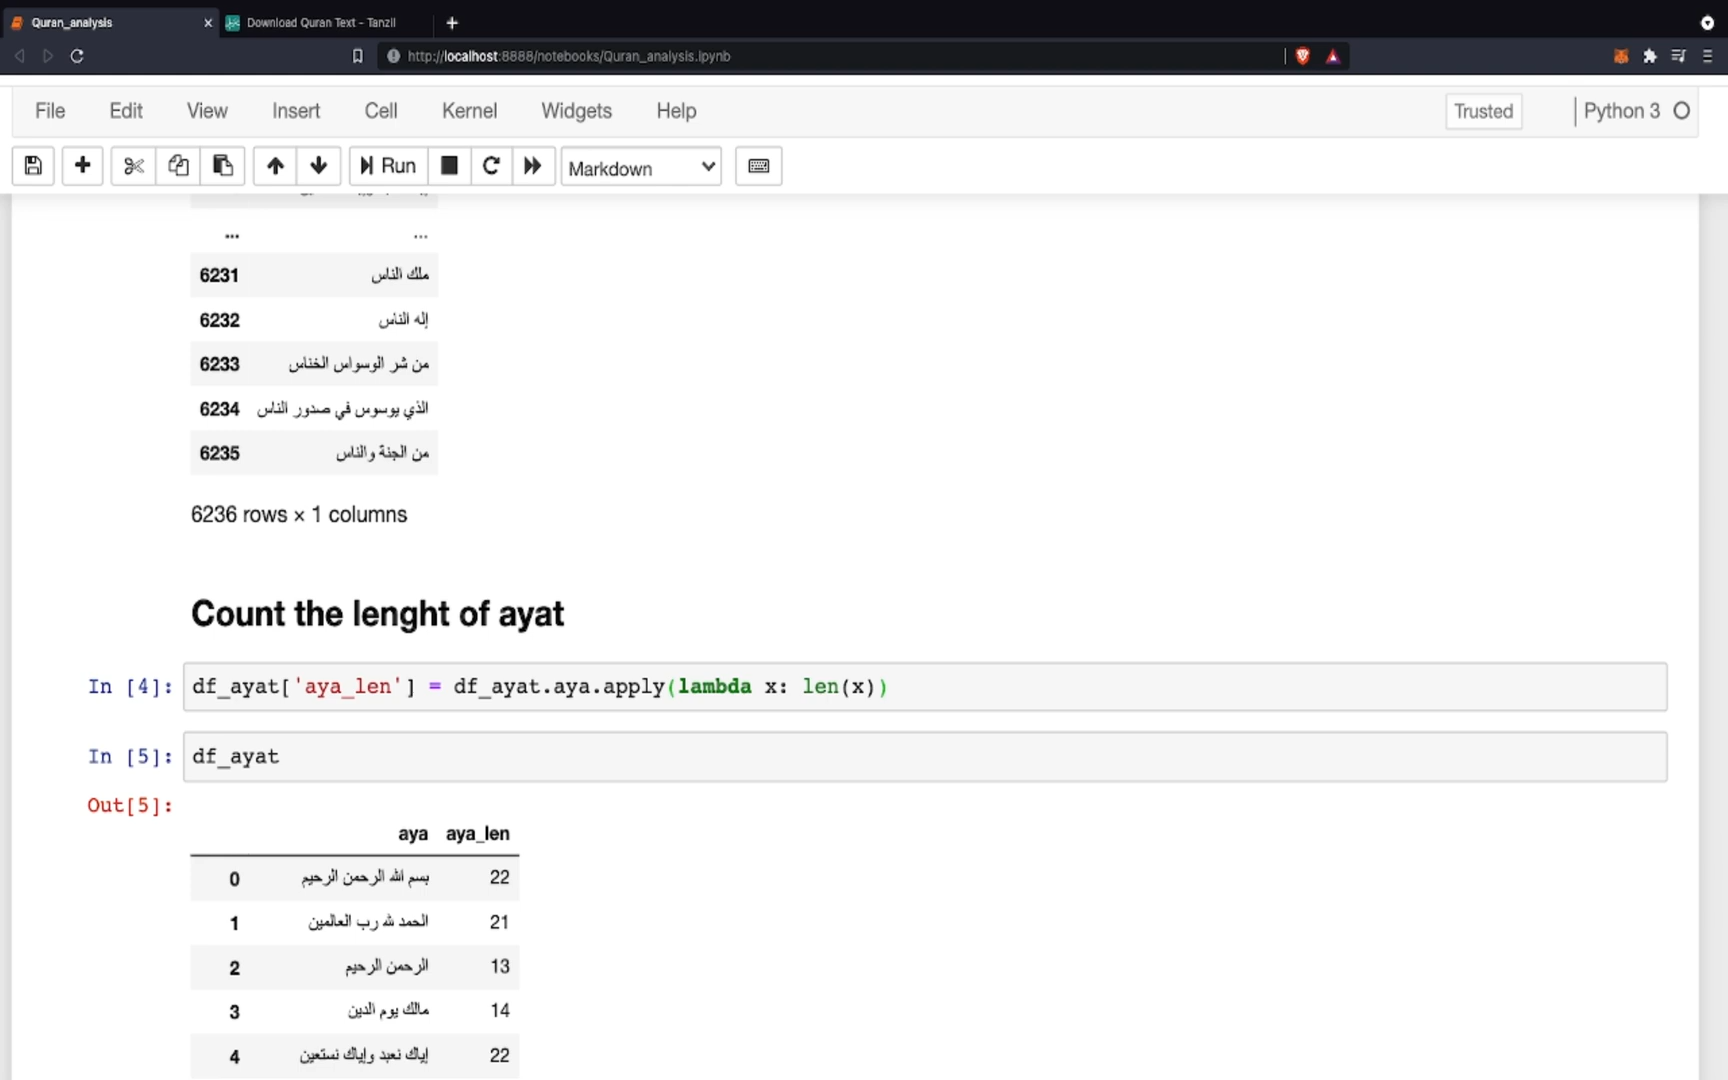 Quran_analysis
Download Quran Text - Tanzil
http://localhost:8888/notebooks/Quran_analysis.ipynb
File Edit View Insert Cell Kernel Widgets Help Trusted Python 3
Run Markdown
... ...
6231 ملك الناس
6232 إله الناس
6233 من شر الوسواس الخناس
6234 الذي يوسوس في صدور الناس
6235 من الجنة والناس
6236 rows × 1 columns
Count the lenght of ayat
In [4]: df_ayat['aya_len'] = df_ayat.aya.apply(lambda x: len(x))
In [5]: df_ayat
Out[5]:
aya aya_len
0 بسم الله الرحمن الرحيم 22
1 الحمد لله رب العالمين 21
2 الرحمن الرحيم 13
3 مالك يوم الدين 14
4 إياك نعبد وإياك نستعين 22